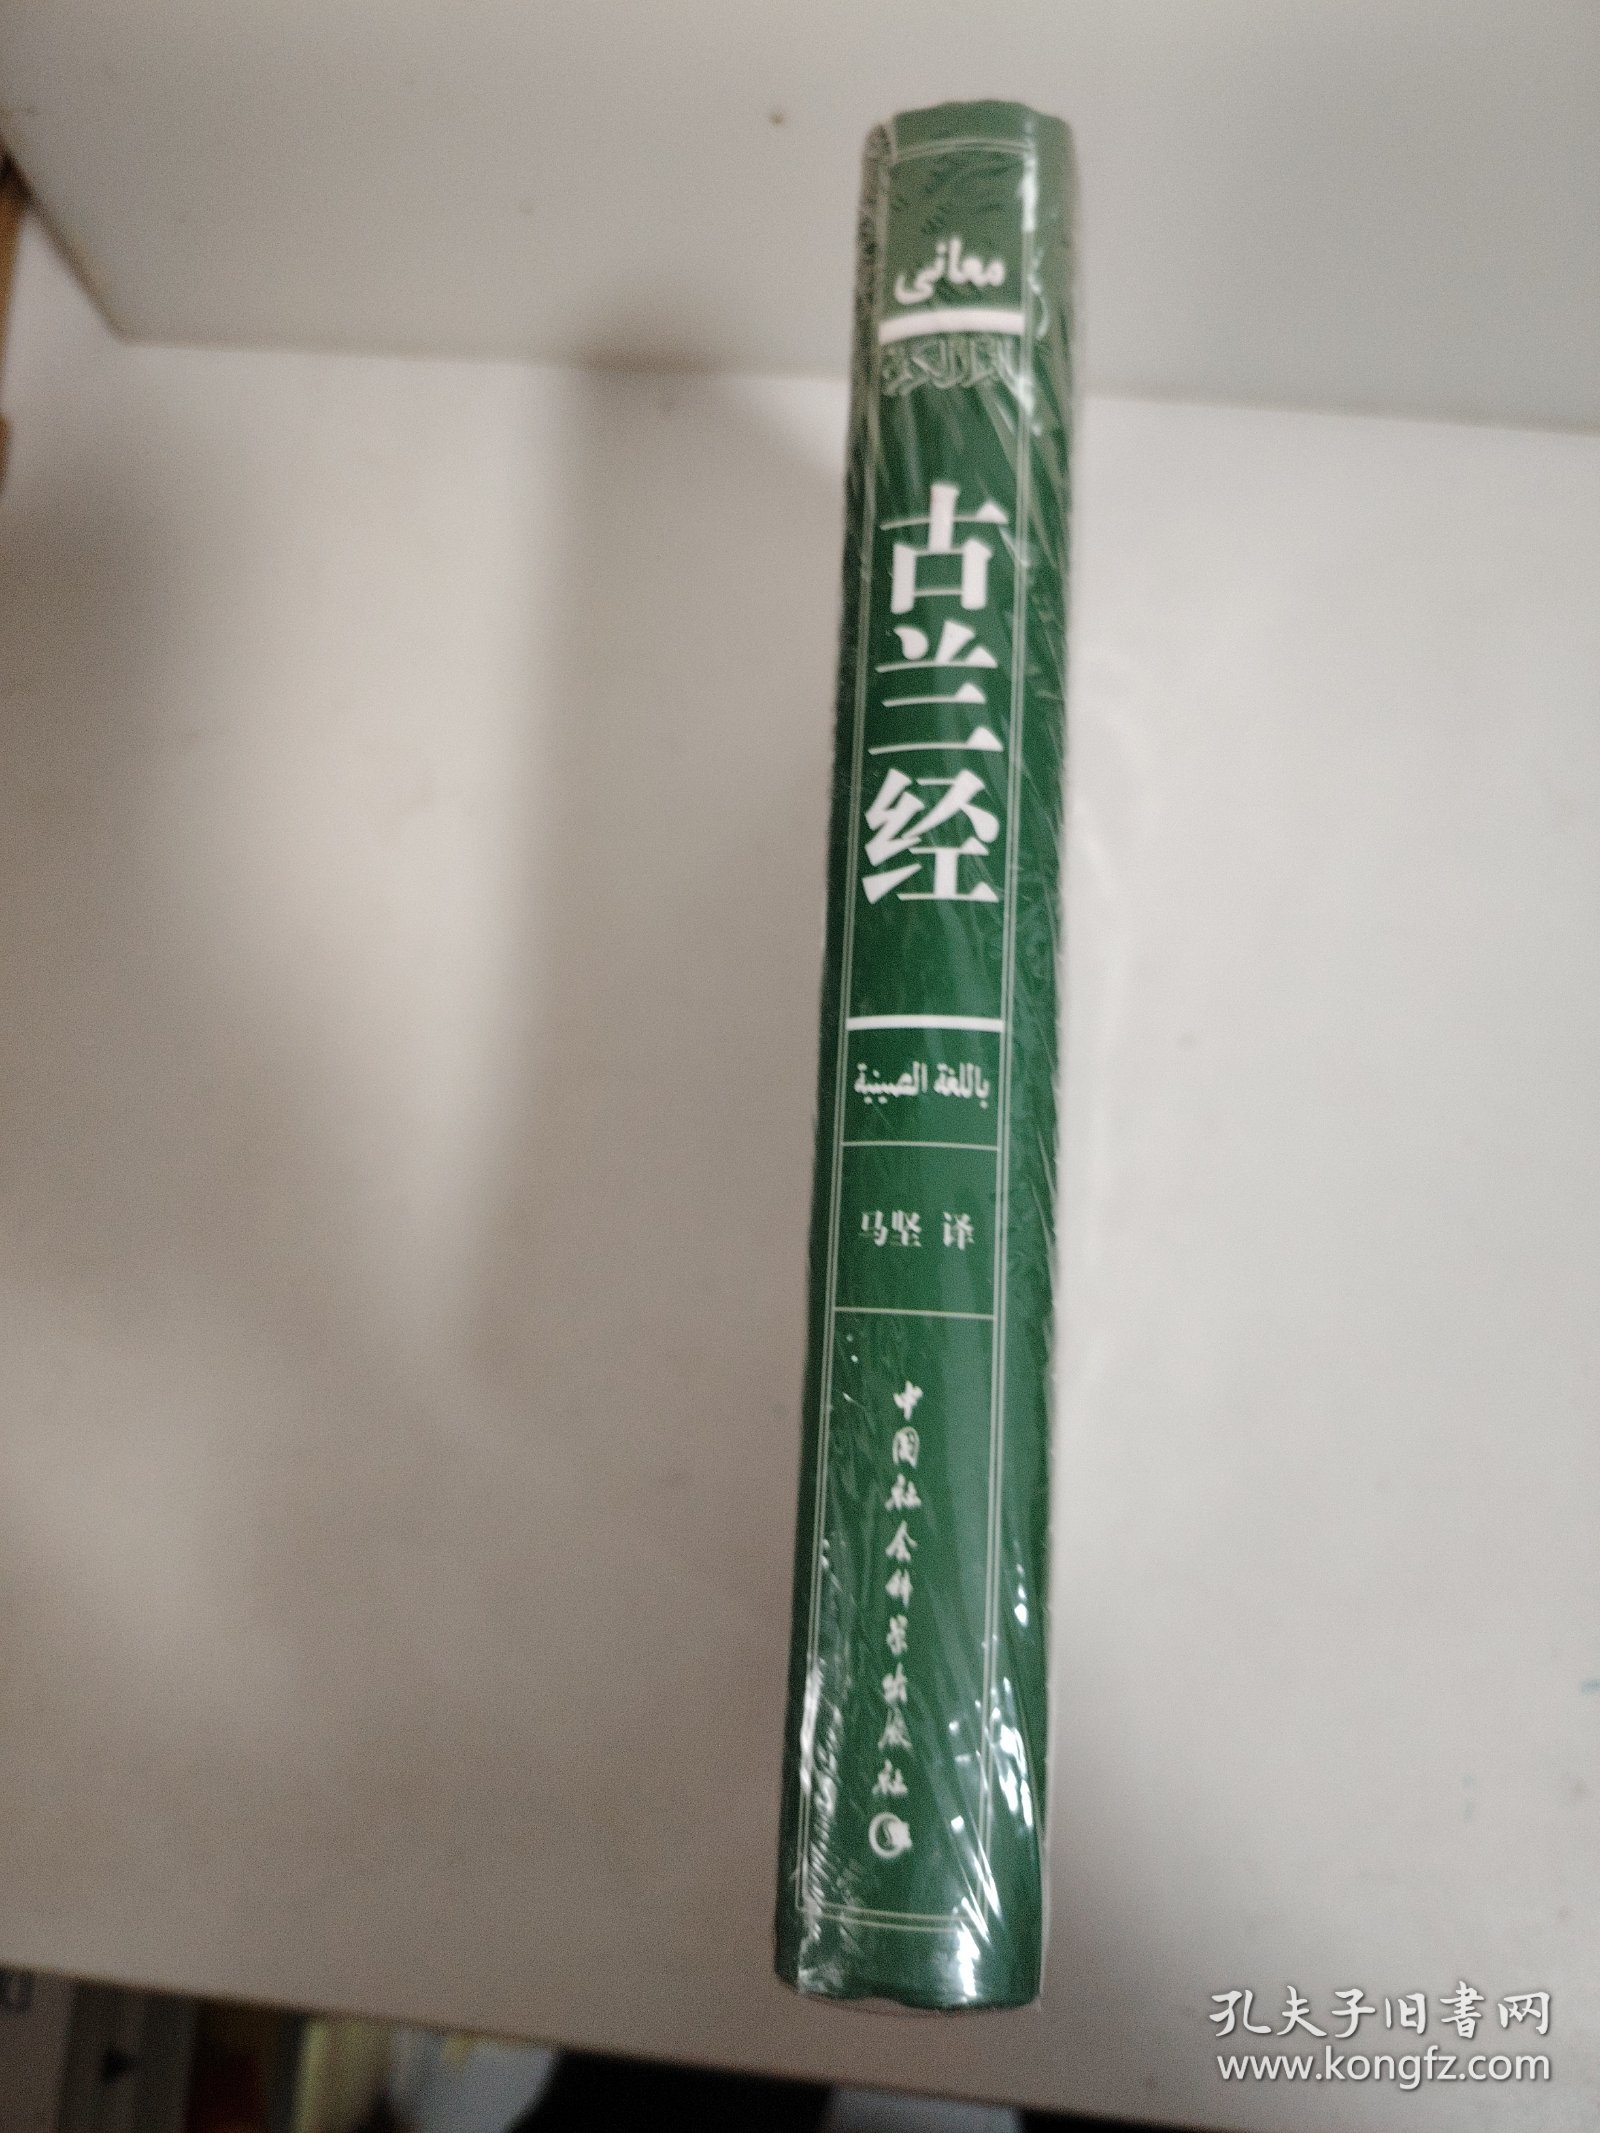 معاني
القرآن الكريم
古兰经
باللغة الصينية
马坚 译
中国社会科学出版社
孔夫子旧书网
www.kongfz.com